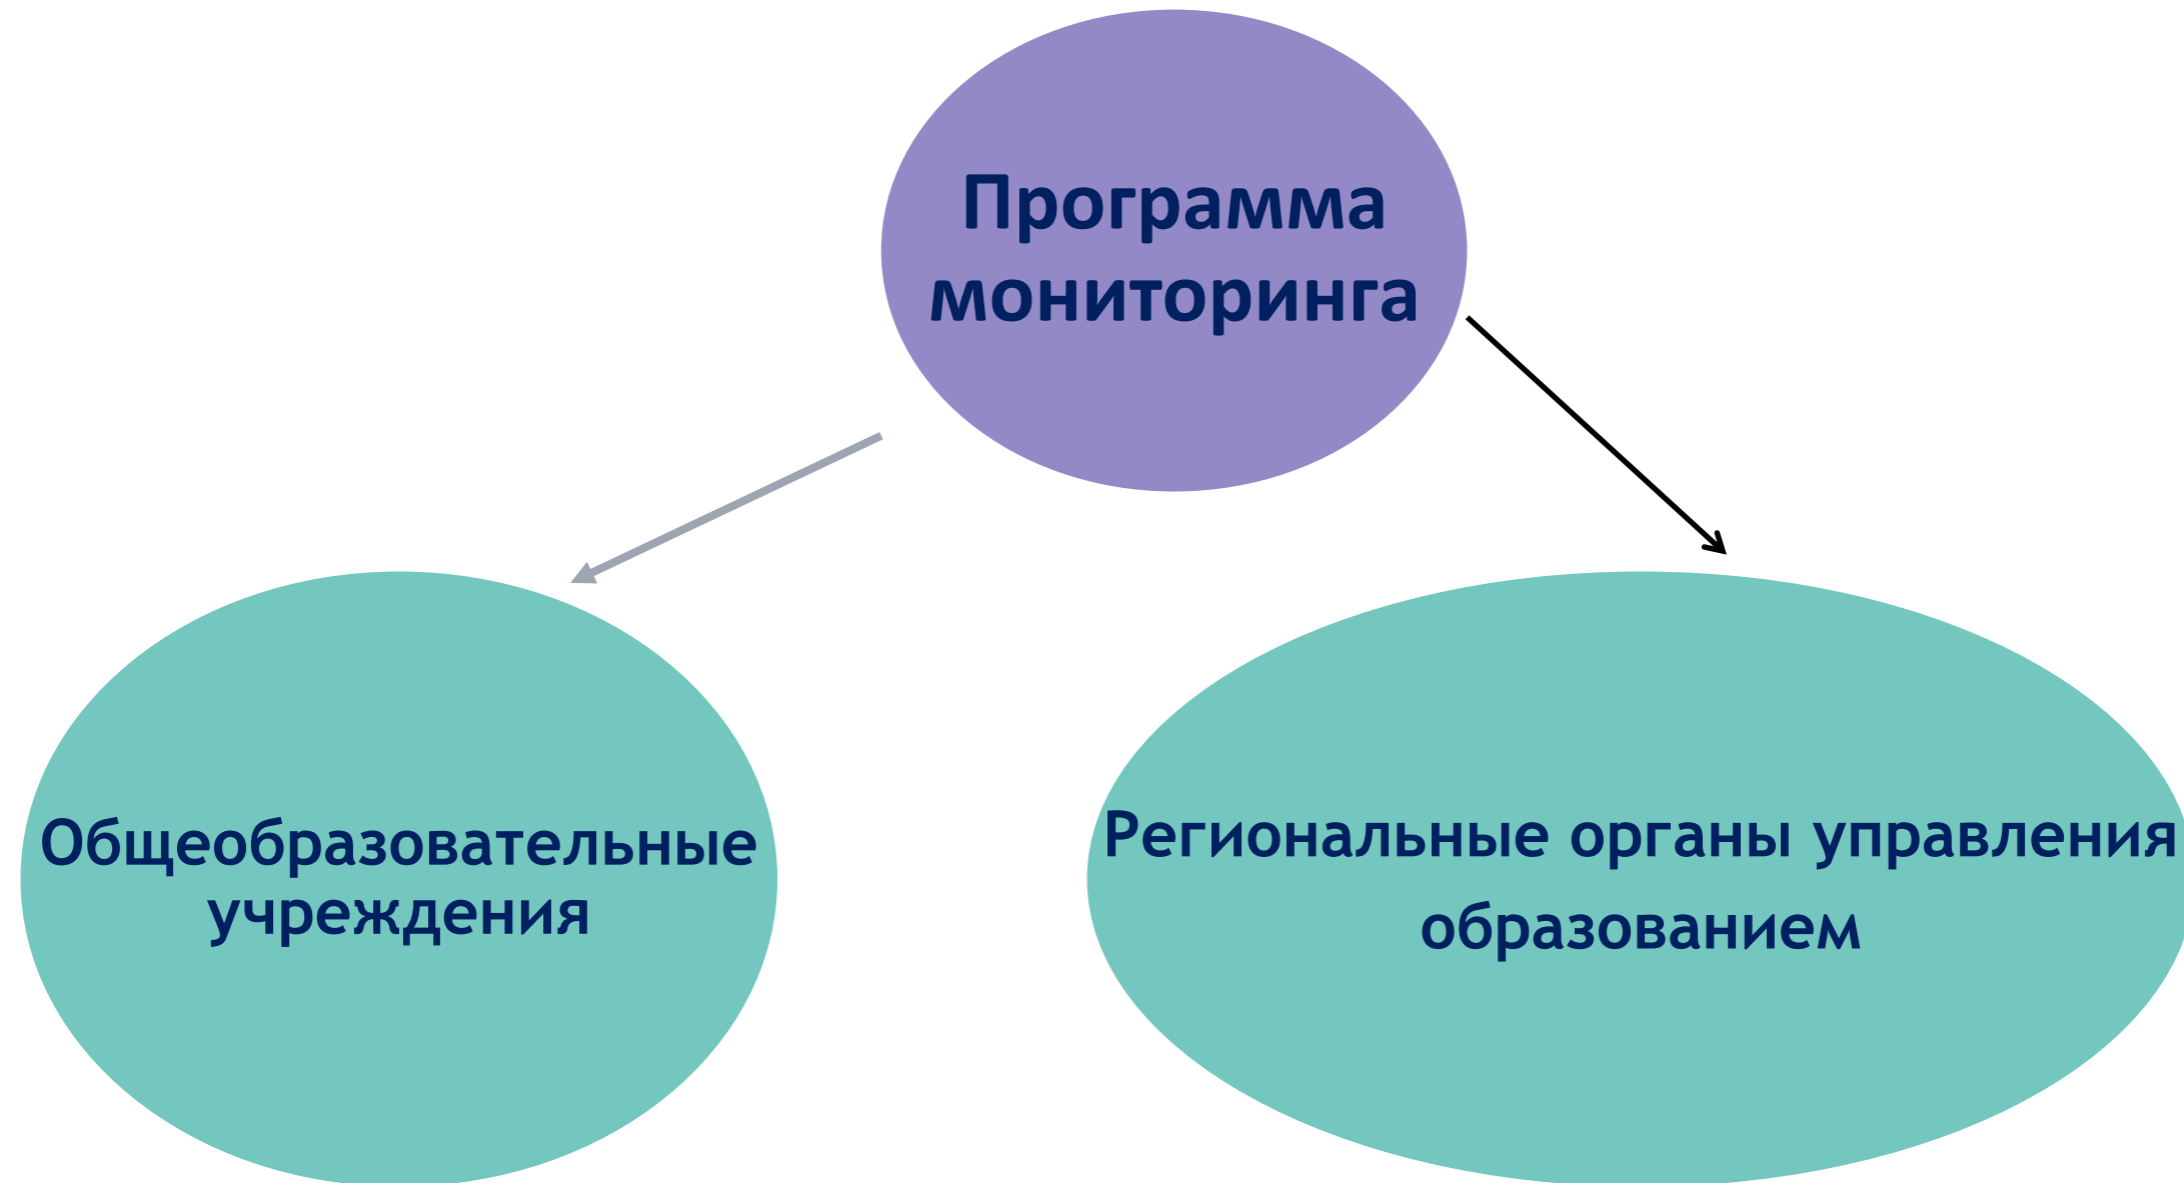 Программа
мониторинга
Общеобразовательные
учреждения
Региональные органы управления
образованием